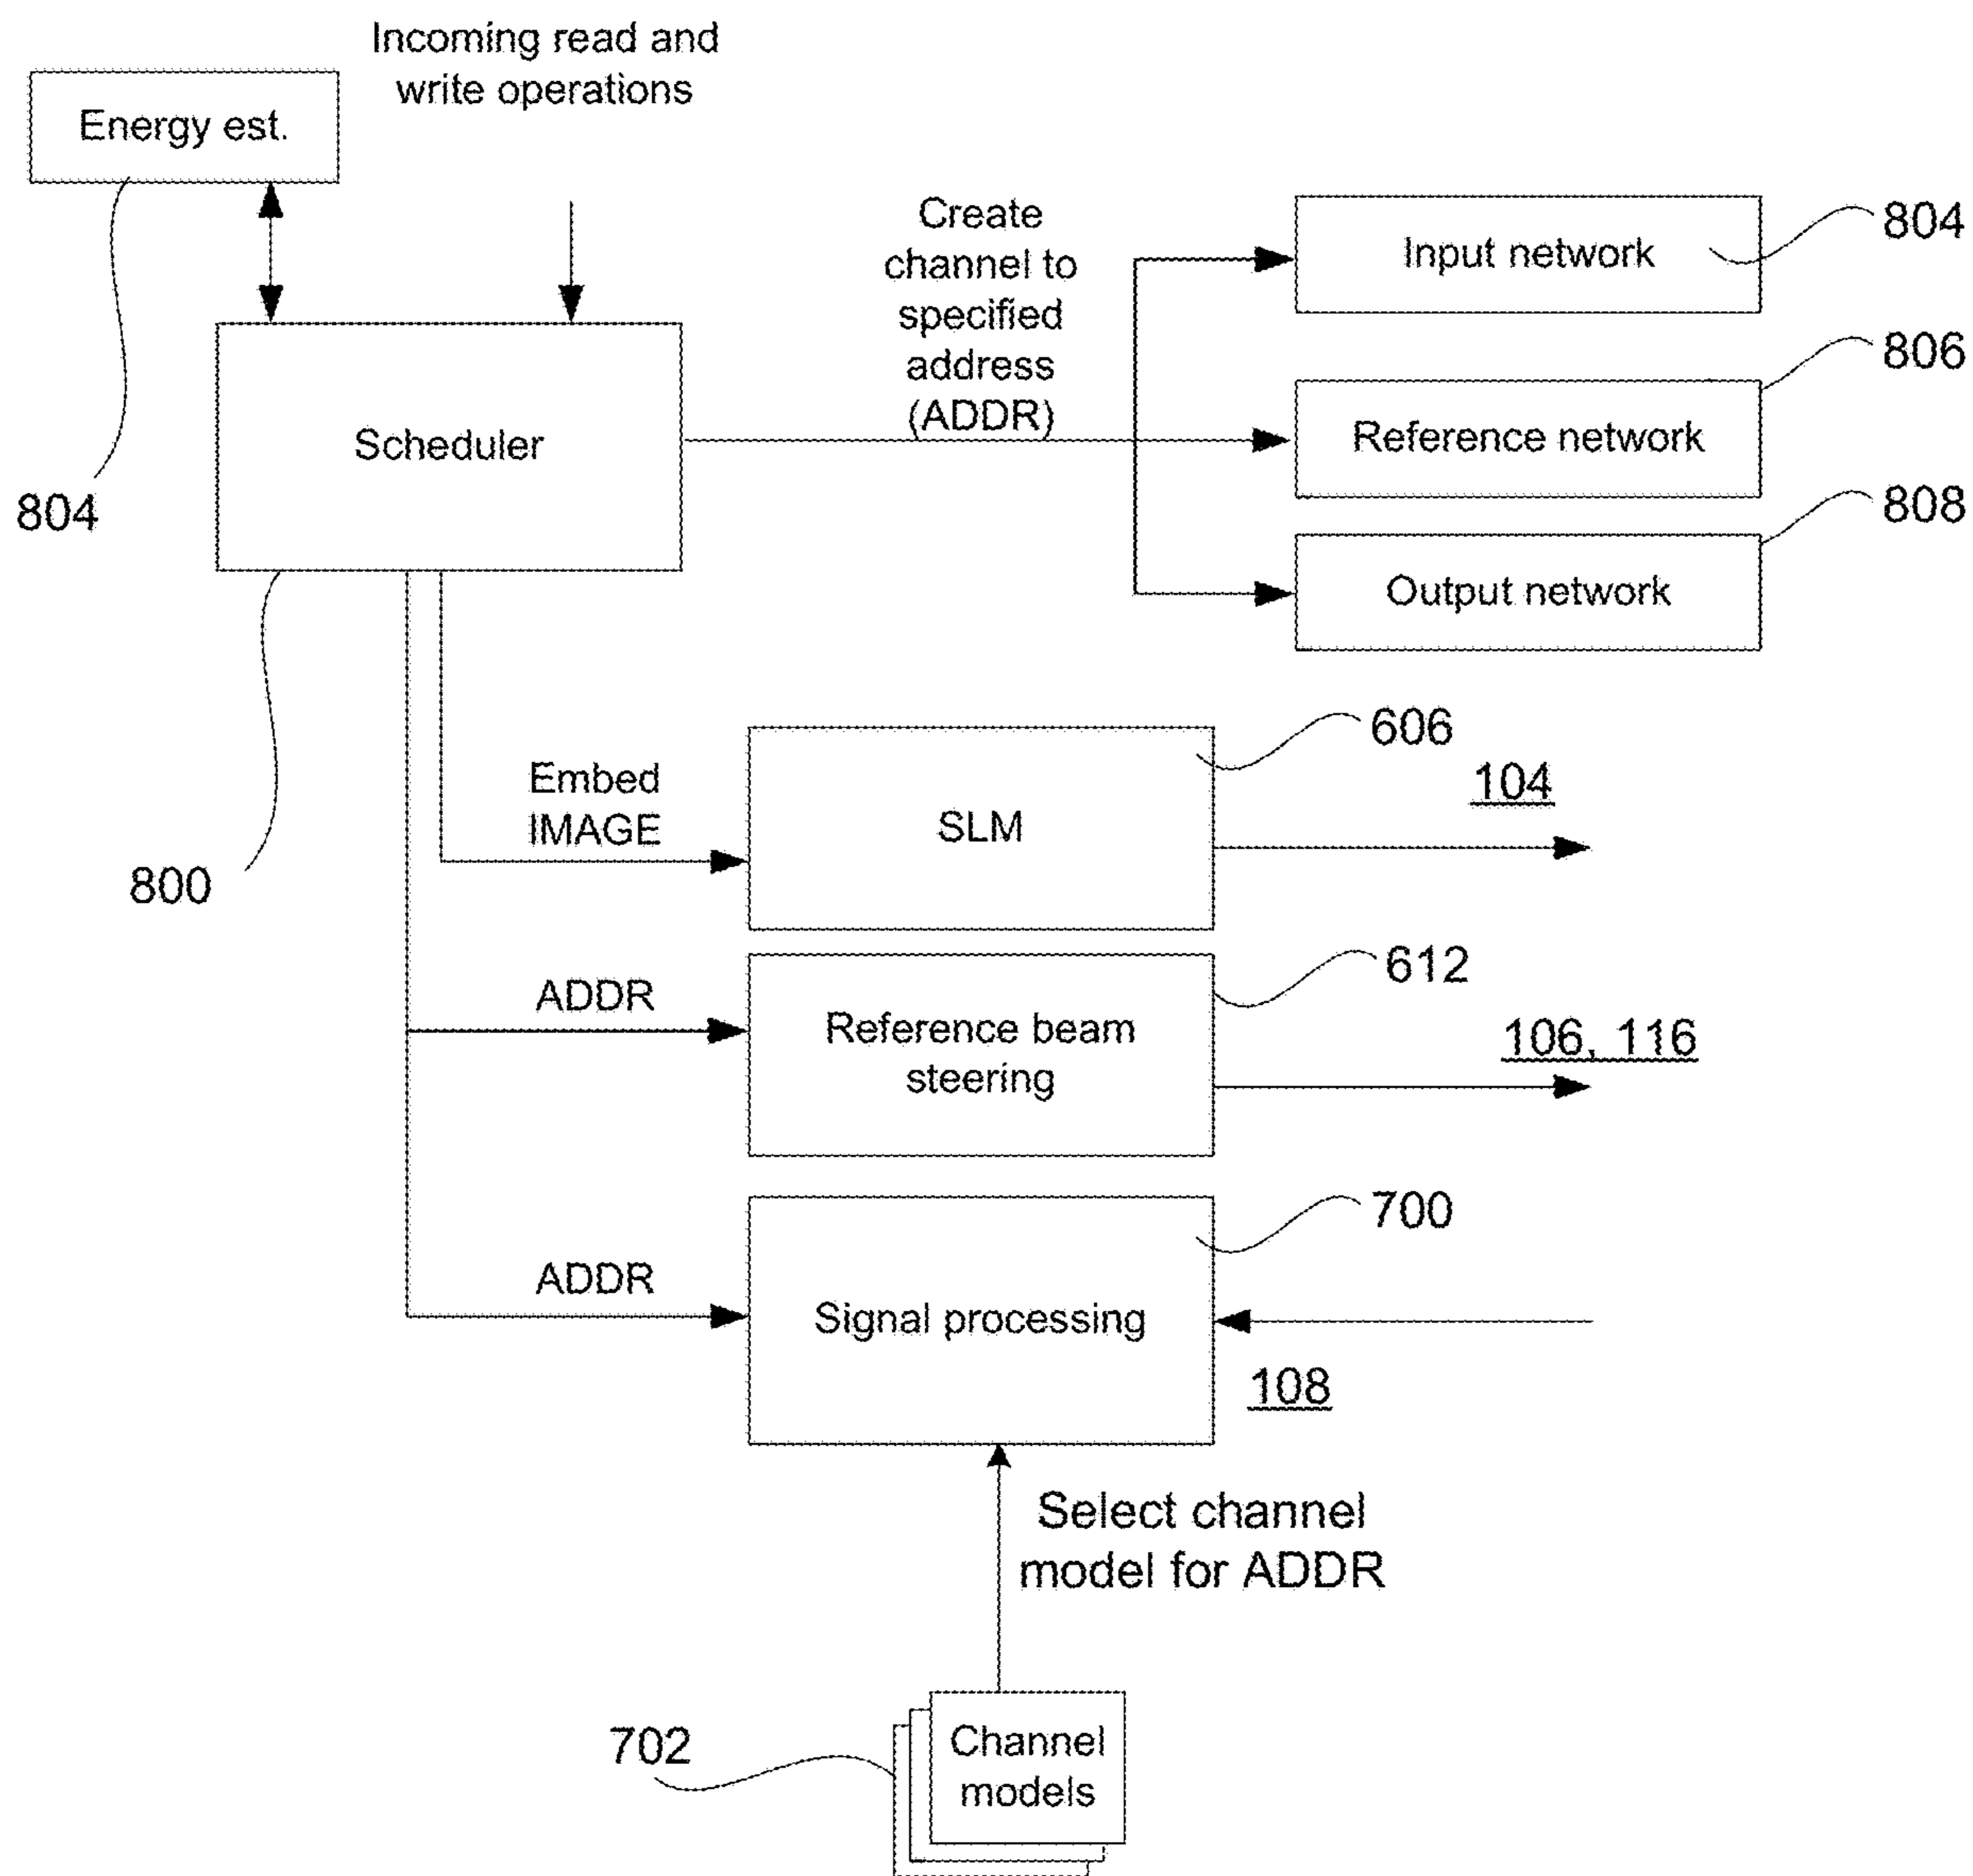 Incoming read and
write operations
Energy est.
804
Scheduler
800
Create
channel to
specified
address
(ADDR)
Input network
804
Reference network
806
Output network
808
Embed
IMAGE
SLM
606
104
ADDR
Reference beam
steering
612
106, 116
ADDR
Signal processing
700
108
Select channel
model for ADDR
Channel
models
702